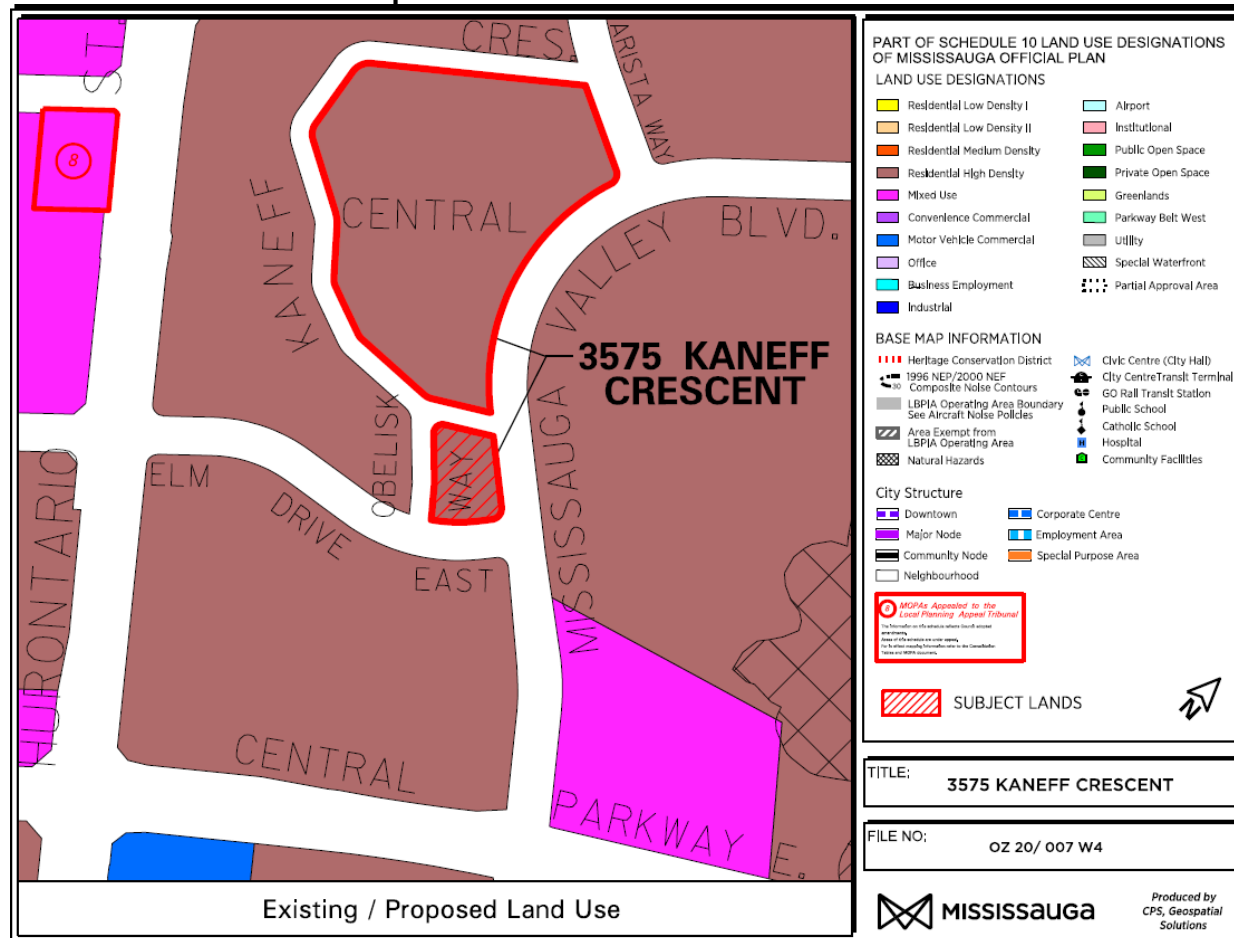 ST.
CRES.
ARISTA WAY
8
KANEFF
CENTRAL
VALLEY
BLVD.
3575 KANEFF
CRESCENT
OBELISK
WAY
MISSISSAUGA
ELM
DRIVE
EAST
HURONTARIO
CENTRAL
PARKWAY
E.
Existing / Proposed Land Use
PART OF SCHEDULE 10 LAND USE DESIGNATIONS
OF MISSISSAUGA OFFICIAL PLAN
LAND USE DESIGNATIONS
Residential Low Density I
Residential Low Density II
Residential Medium Density
Residential High Density
Mixed Use
Convenience Commercial
Motor Vehicle Commercial
Office
Business Employment
Industrial
Airport
Institutional
Public Open Space
Private Open Space
Greenlands
Parkway Belt West
Utility
Special Waterfront
Partial Approval Area
BASE MAP INFORMATION
Heritage Conservation District
1996 NEP/2000 NEF
Composite Noise Contours
30
LBPIA Operating Area Boundary
See Aircraft Noise Policies
Area Exempt from
LBPIA Operating Area
Natural Hazards
Civic Centre (City Hall)
City CentreTransit Terminal
GO Rail Transit Station
Public School
Catholic School
H
Hospital
Community Facilities
City Structure
Downtown
Major Node
Community Node
Neighbourhood
Corporate Centre
Employment Area
Special Purpose Area
8
MOPAs Appealed to the
Local Planning Appeal Tribunal
SUBJECT LANDS
N
TITLE:
3575 KANEFF CRESCENT
FILE NO:
OZ 20/ 007 W4
MISSISSAUGA
Produced by
CPS, Geospatial
Solutions